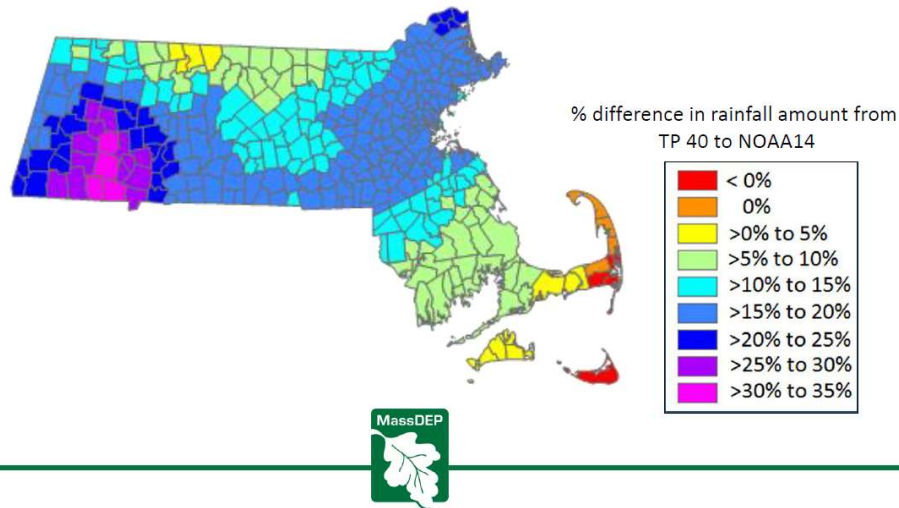 % difference in rainfall amount from
TP 40 to NOAA14
< 0%
0%
>0% to 5%
>5% to 10%
>10% to 15%
>15% to 20%
>20% to 25%
>25% to 30%
>30% to 35%
MassDEP